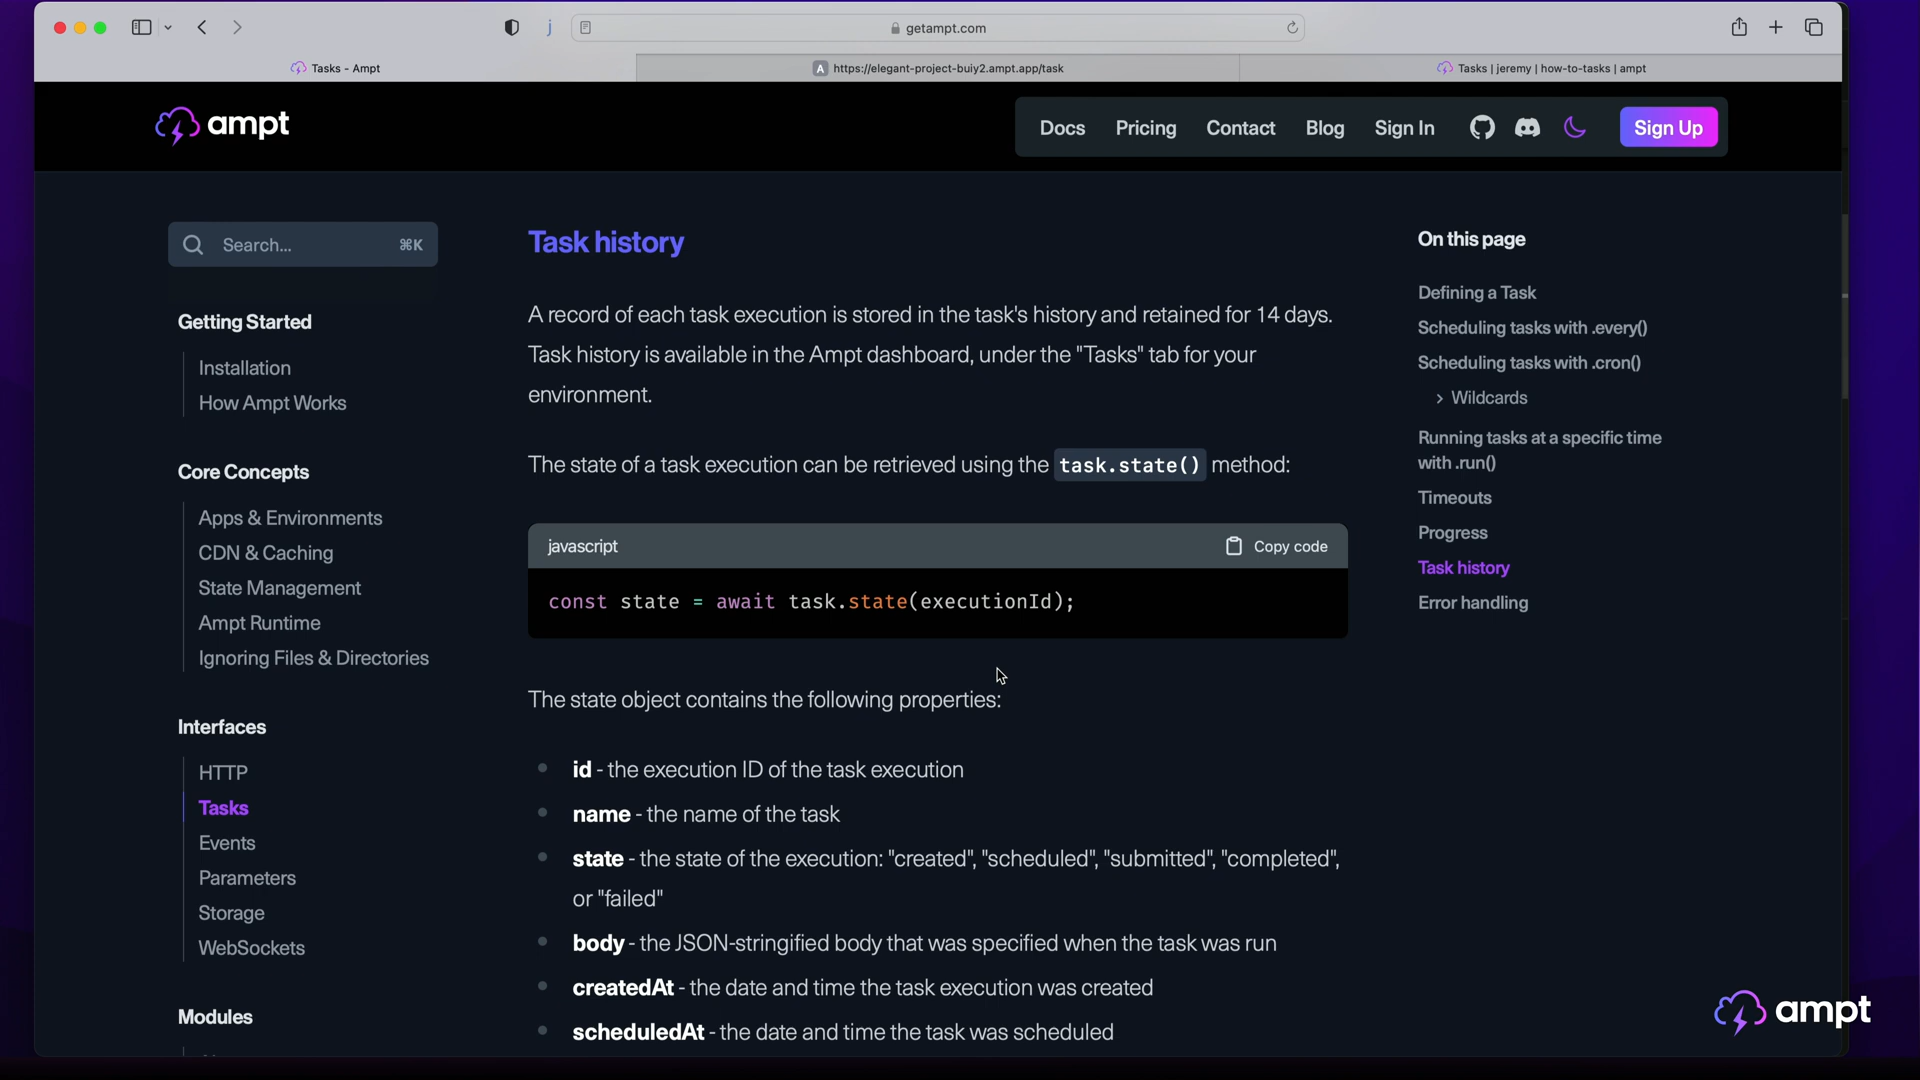 j
getampt.com
Tasks - Ampt
A https://elegant-project-buiy2.ampt.app/task
Tasks | jeremy | how-to-tasks | ampt
ampt
Docs Pricing Contact Blog Sign In Sign Up
Search... ⌘K
Getting Started
Installation
How Ampt Works
Core Concepts
Apps & Environments
CDN & Caching
State Management
Ampt Runtime
Ignoring Files & Directories
Interfaces
HTTP
Tasks
Events
Parameters
Storage
WebSockets
Modules
Task history
A record of each task execution is stored in the task's history and retained for 14 days.
Task history is available in the Ampt dashboard, under the "Tasks" tab for your
environment.
The state of a task execution can be retrieved using the task.state() method:
javascript Copy code
const state = await task.state(executionId);
The state object contains the following properties:
id - the execution ID of the task execution
name - the name of the task
state - the state of the execution: "created", "scheduled", "submitted", "completed",
or "failed"
body - the JSON-stringified body that was specified when the task was run
createdAt - the date and time the task execution was created
scheduledAt - the date and time the task was scheduled
On this page
Defining a Task
Scheduling tasks with .every()
Scheduling tasks with .cron()
Wildcards
Running tasks at a specific time
with .run()
Timeouts
Progress
Task history
Error handling
ampt